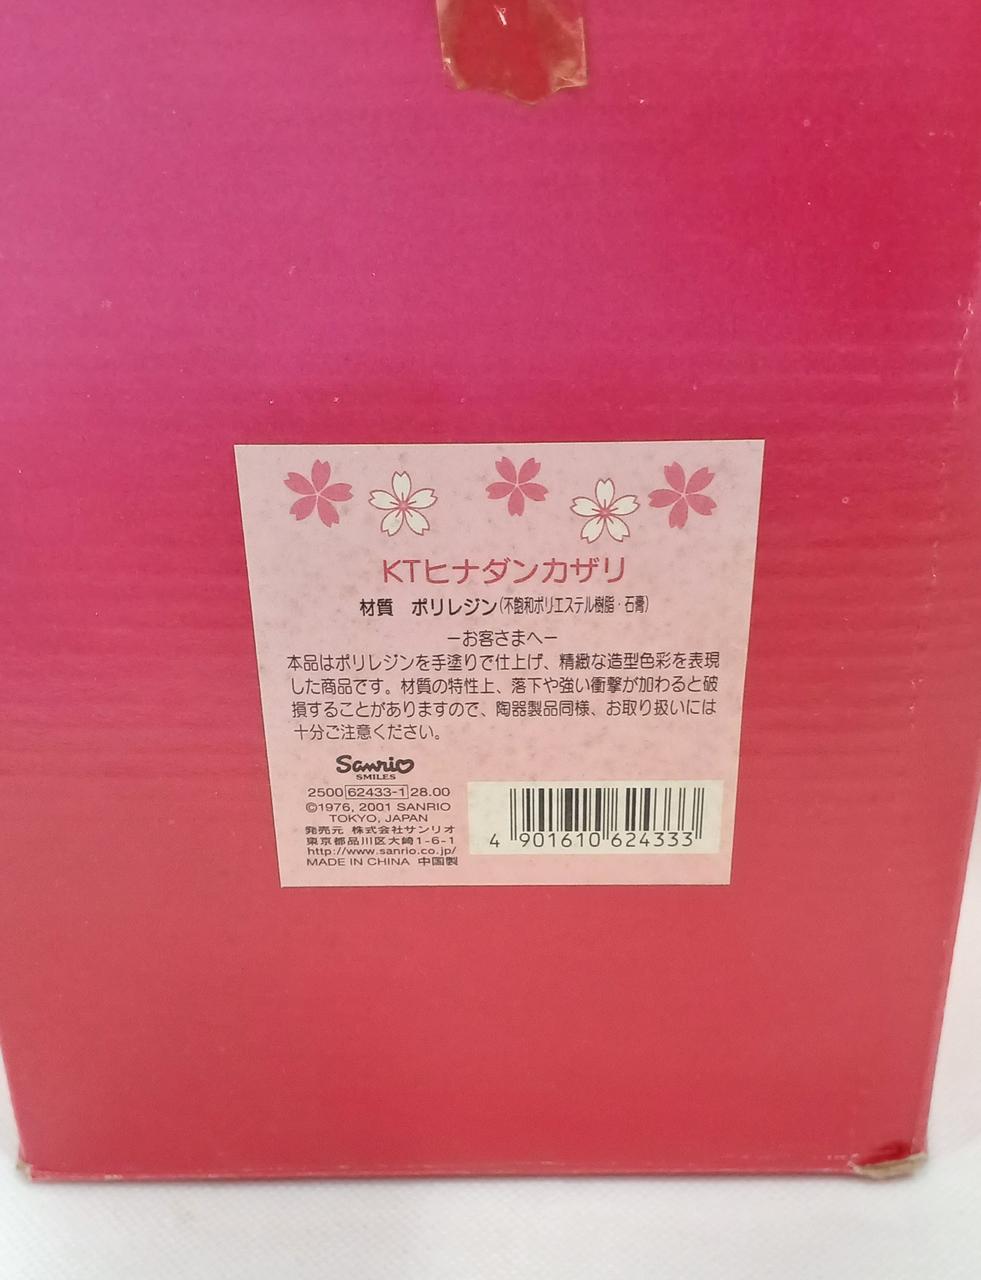 KTヒナダンカザリ
材質 ポリレジン(不飽和ポリエステル樹脂・石膏)
ーお客さまへー
本品はポリレジンを手塗りで仕上げ、精緻な造型色彩を表現
した商品です。材質の特性上、落下や強い衝撃が加わると破
損することがありますので、陶器製品同様、お取り扱いには
十分ご注意ください。
Sanrio
SMILES
2500 62433-1 28.00
©1976, 2001 SANRIO
TOKYO, JAPAN
発売元 株式会社サンリオ
東京都品川区大崎1-6-1
http://www.sanrio.co.jp/
MADE IN CHINA 中国製
4 901610 624333